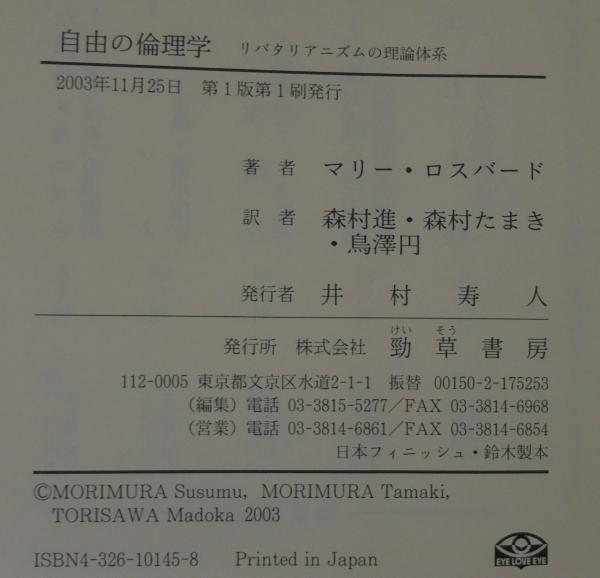 自由の倫理学 リバタリアニズムの理論体系
2003年11月25日 第1版第1刷発行
著者 マリー・ロスバード
訳者 森村進・森村たまき
・鳥澤円
発行者 井村寿人
けい そう
発行所 株式会社 勁草書房
112-0005 東京都文京区水道2-1-1 振替 00150-2-175253
(編集) 電話 03-3815-5277／FAX 03-3814-6968
(営業) 電話 03-3814-6861／FAX 03-3814-6854
日本フィニッシュ・鈴木製本
©MORIMURA Susumu, MORIMURA Tamaki,
TORISAWA Madoka 2003
ISBN4-326-10145-8 Printed in Japan
EYE LOVE EYE